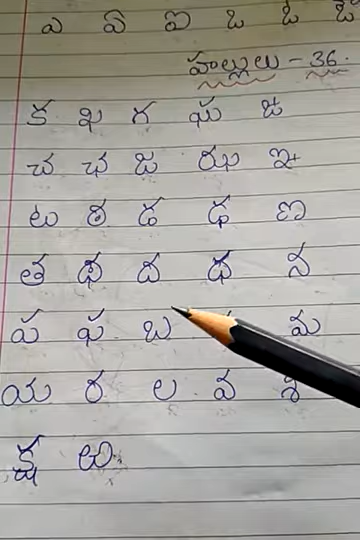 ఎ ఏ ఐ ఒ ఓ ఔ
హల్లులు - 36.
క ఖ గ ఘ ఙ
చ ఛ జ ఝ ఞ
ట ఠ డ ఢ ణ
త థ ద ధ న
ప ఫ బ మ
య ర ల వ శ
క్ష ఱ.